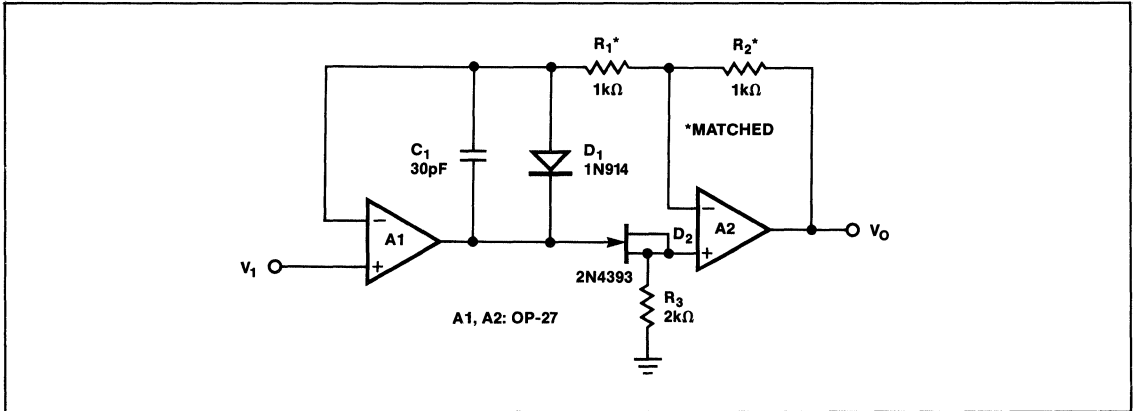 R1*
1kΩ
R2*
1kΩ
*MATCHED
C1
30pF
D1
1N914
−
A1
+
V1
D2
2N4393
−
A2
+
VO
R3
2kΩ
A1, A2: OP-27